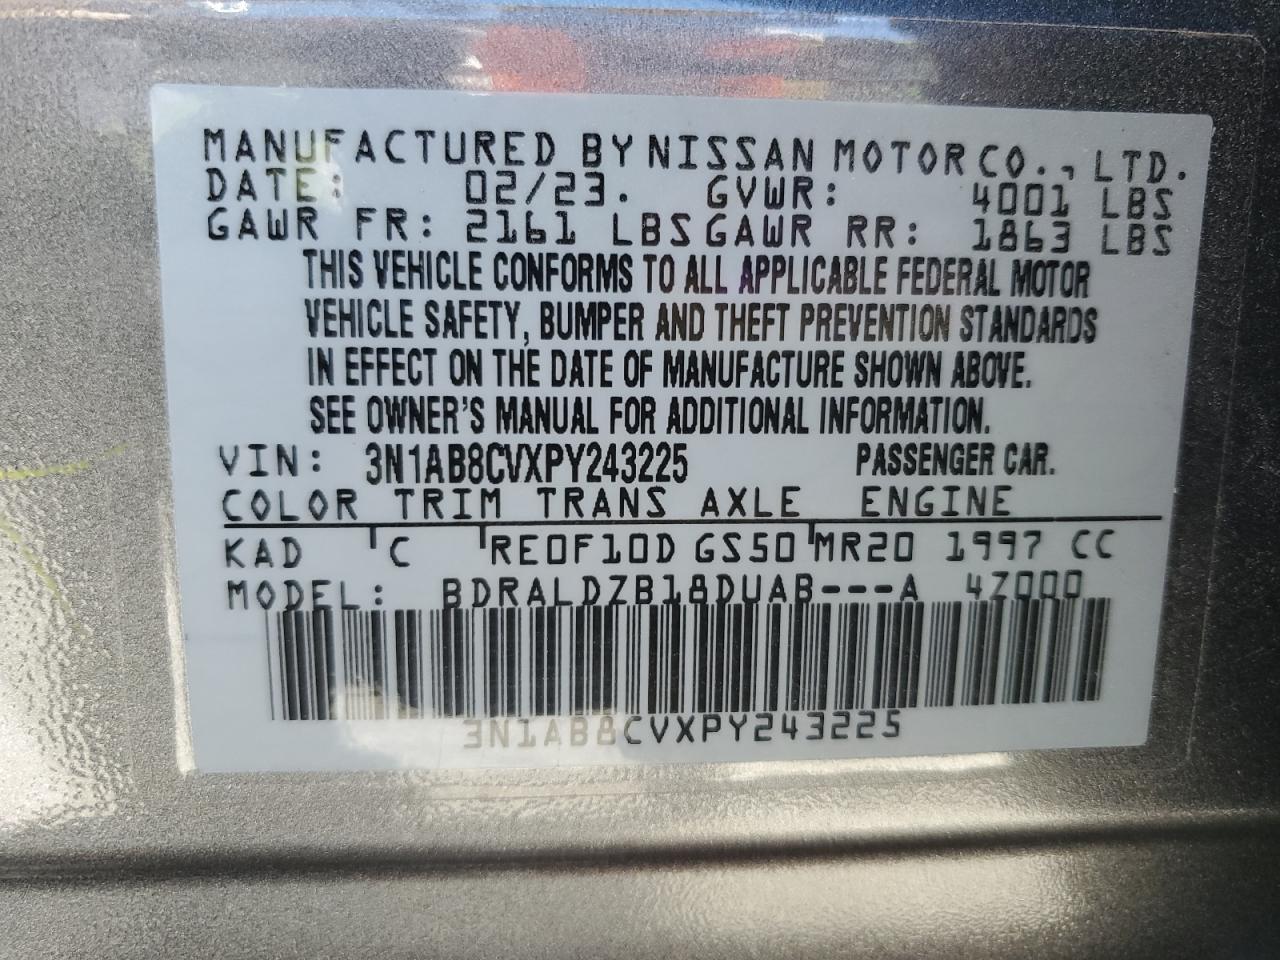 MANUFACTURED BY NISSAN MOTOR CO., LTD.
DATE: 02/23. GVWR: 4001 LBS
GAWR FR: 2161 LBS GAWR RR: 1863 LBS
THIS VEHICLE CONFORMS TO ALL APPLICABLE FEDERAL MOTOR
VEHICLE SAFETY, BUMPER AND THEFT PREVENTION STANDARDS
IN EFFECT ON THE DATE OF MANUFACTURE SHOWN ABOVE.
SEE OWNER'S MANUAL FOR ADDITIONAL INFORMATION.
VIN: 3N1AB8CVXPY243225 PASSENGER CAR.
COLOR TRIM TRANS AXLE ENGINE
KAD C RE0F10D GS50 MR20 1997 CC
MODEL: BDRALDZB18DUAB---A 4Z000
3N1AB8CVXPY243225